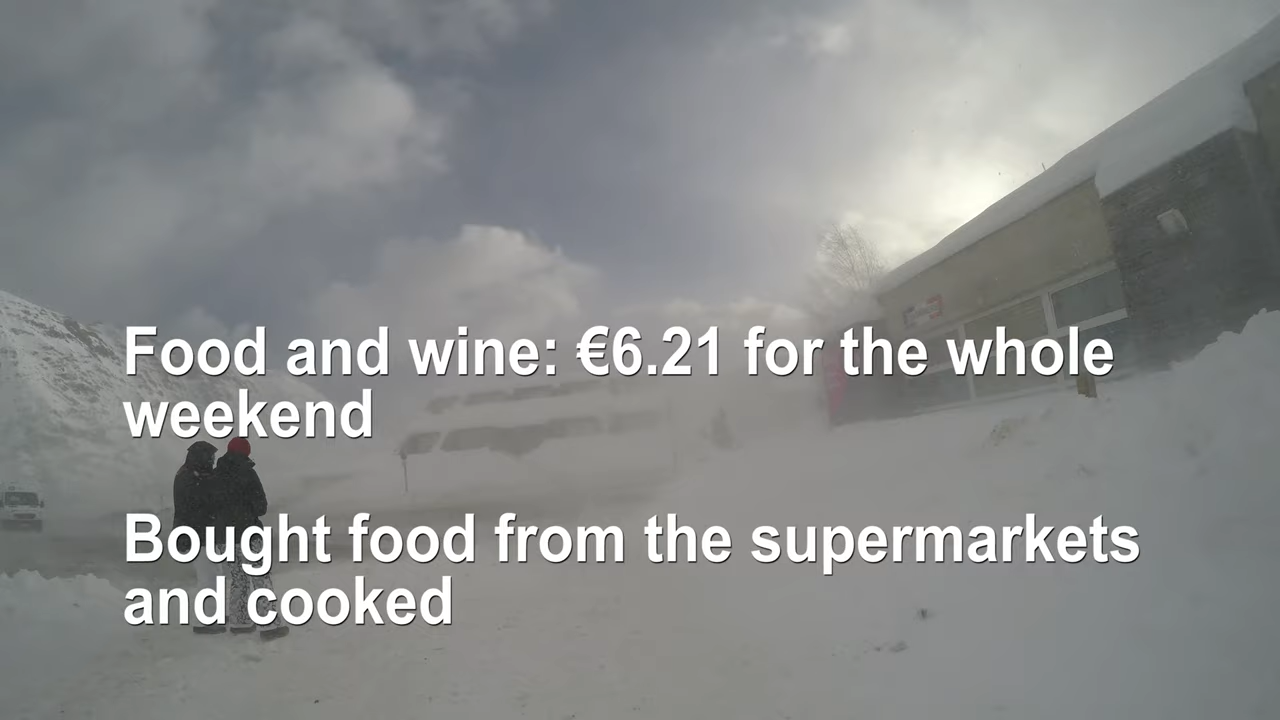 Food and wine: €6.21 for the whole
weekend
Bought food from the supermarkets
and cooked